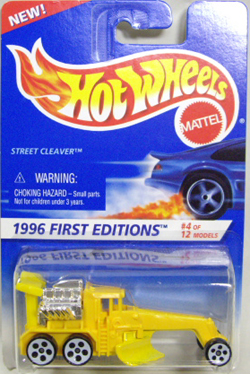 NEW!
Hot Wheels
MATTEL
STREET CLEAVER™
WARNING:
CHOKING HAZARD – Small parts.
Not for children under 3 years.
1996 FIRST EDITIONS™
#4 OF
12 MODELS